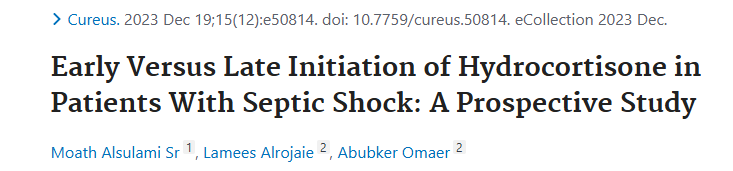 Cureus. 2023 Dec 19;15(12):e50814. doi: 10.7759/cureus.50814. eCollection 2023 Dec.
Early Versus Late Initiation of Hydrocortisone in
Patients With Septic Shock: A Prospective Study
Moath Alsulami Sr 1, Lamees Alrojaie 2, Abubker Omaer 2